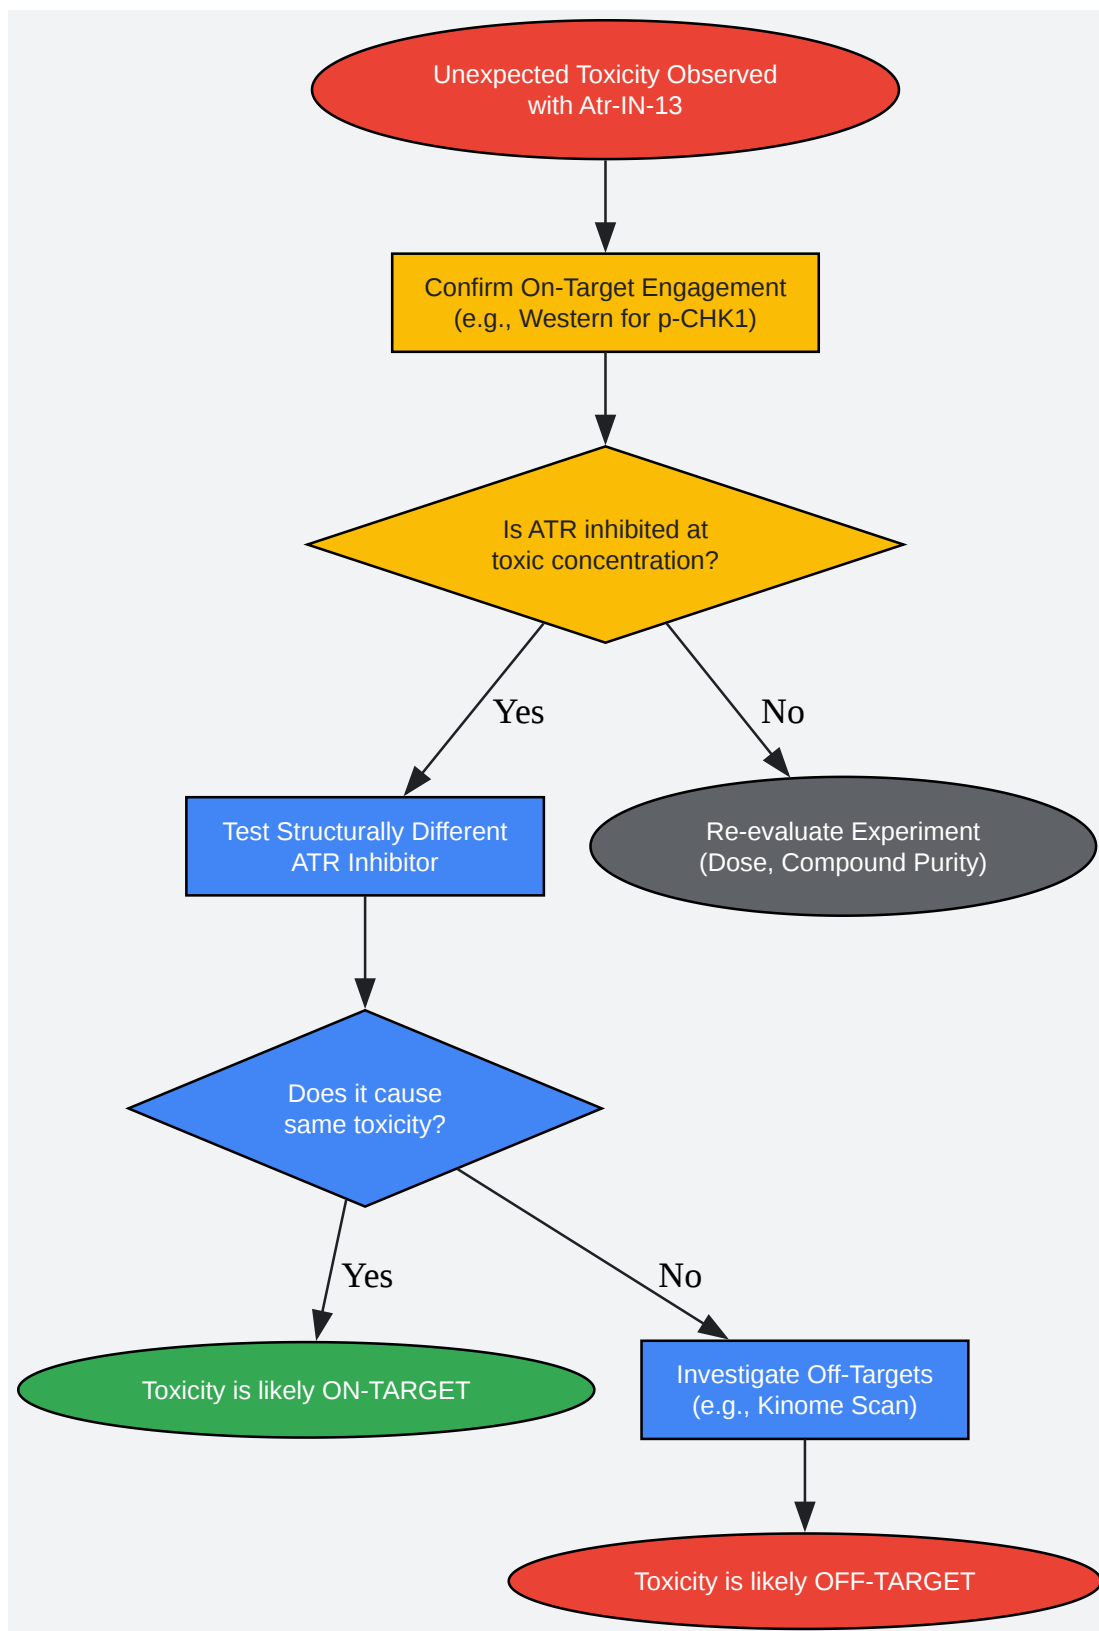 Unexpected Toxicity Observed
with Atr-IN-13
Confirm On-Target Engagement
(e.g., Western for p-CHK1)
Is ATR inhibited at
toxic concentration?
Yes
No
Test Structurally Different
ATR Inhibitor
Re-evaluate Experiment
(Dose, Compound Purity)
Does it cause
same toxicity?
Yes
No
Toxicity is likely ON-TARGET
Investigate Off-Targets
(e.g., Kinome Scan)
Toxicity is likely OFF-TARGET